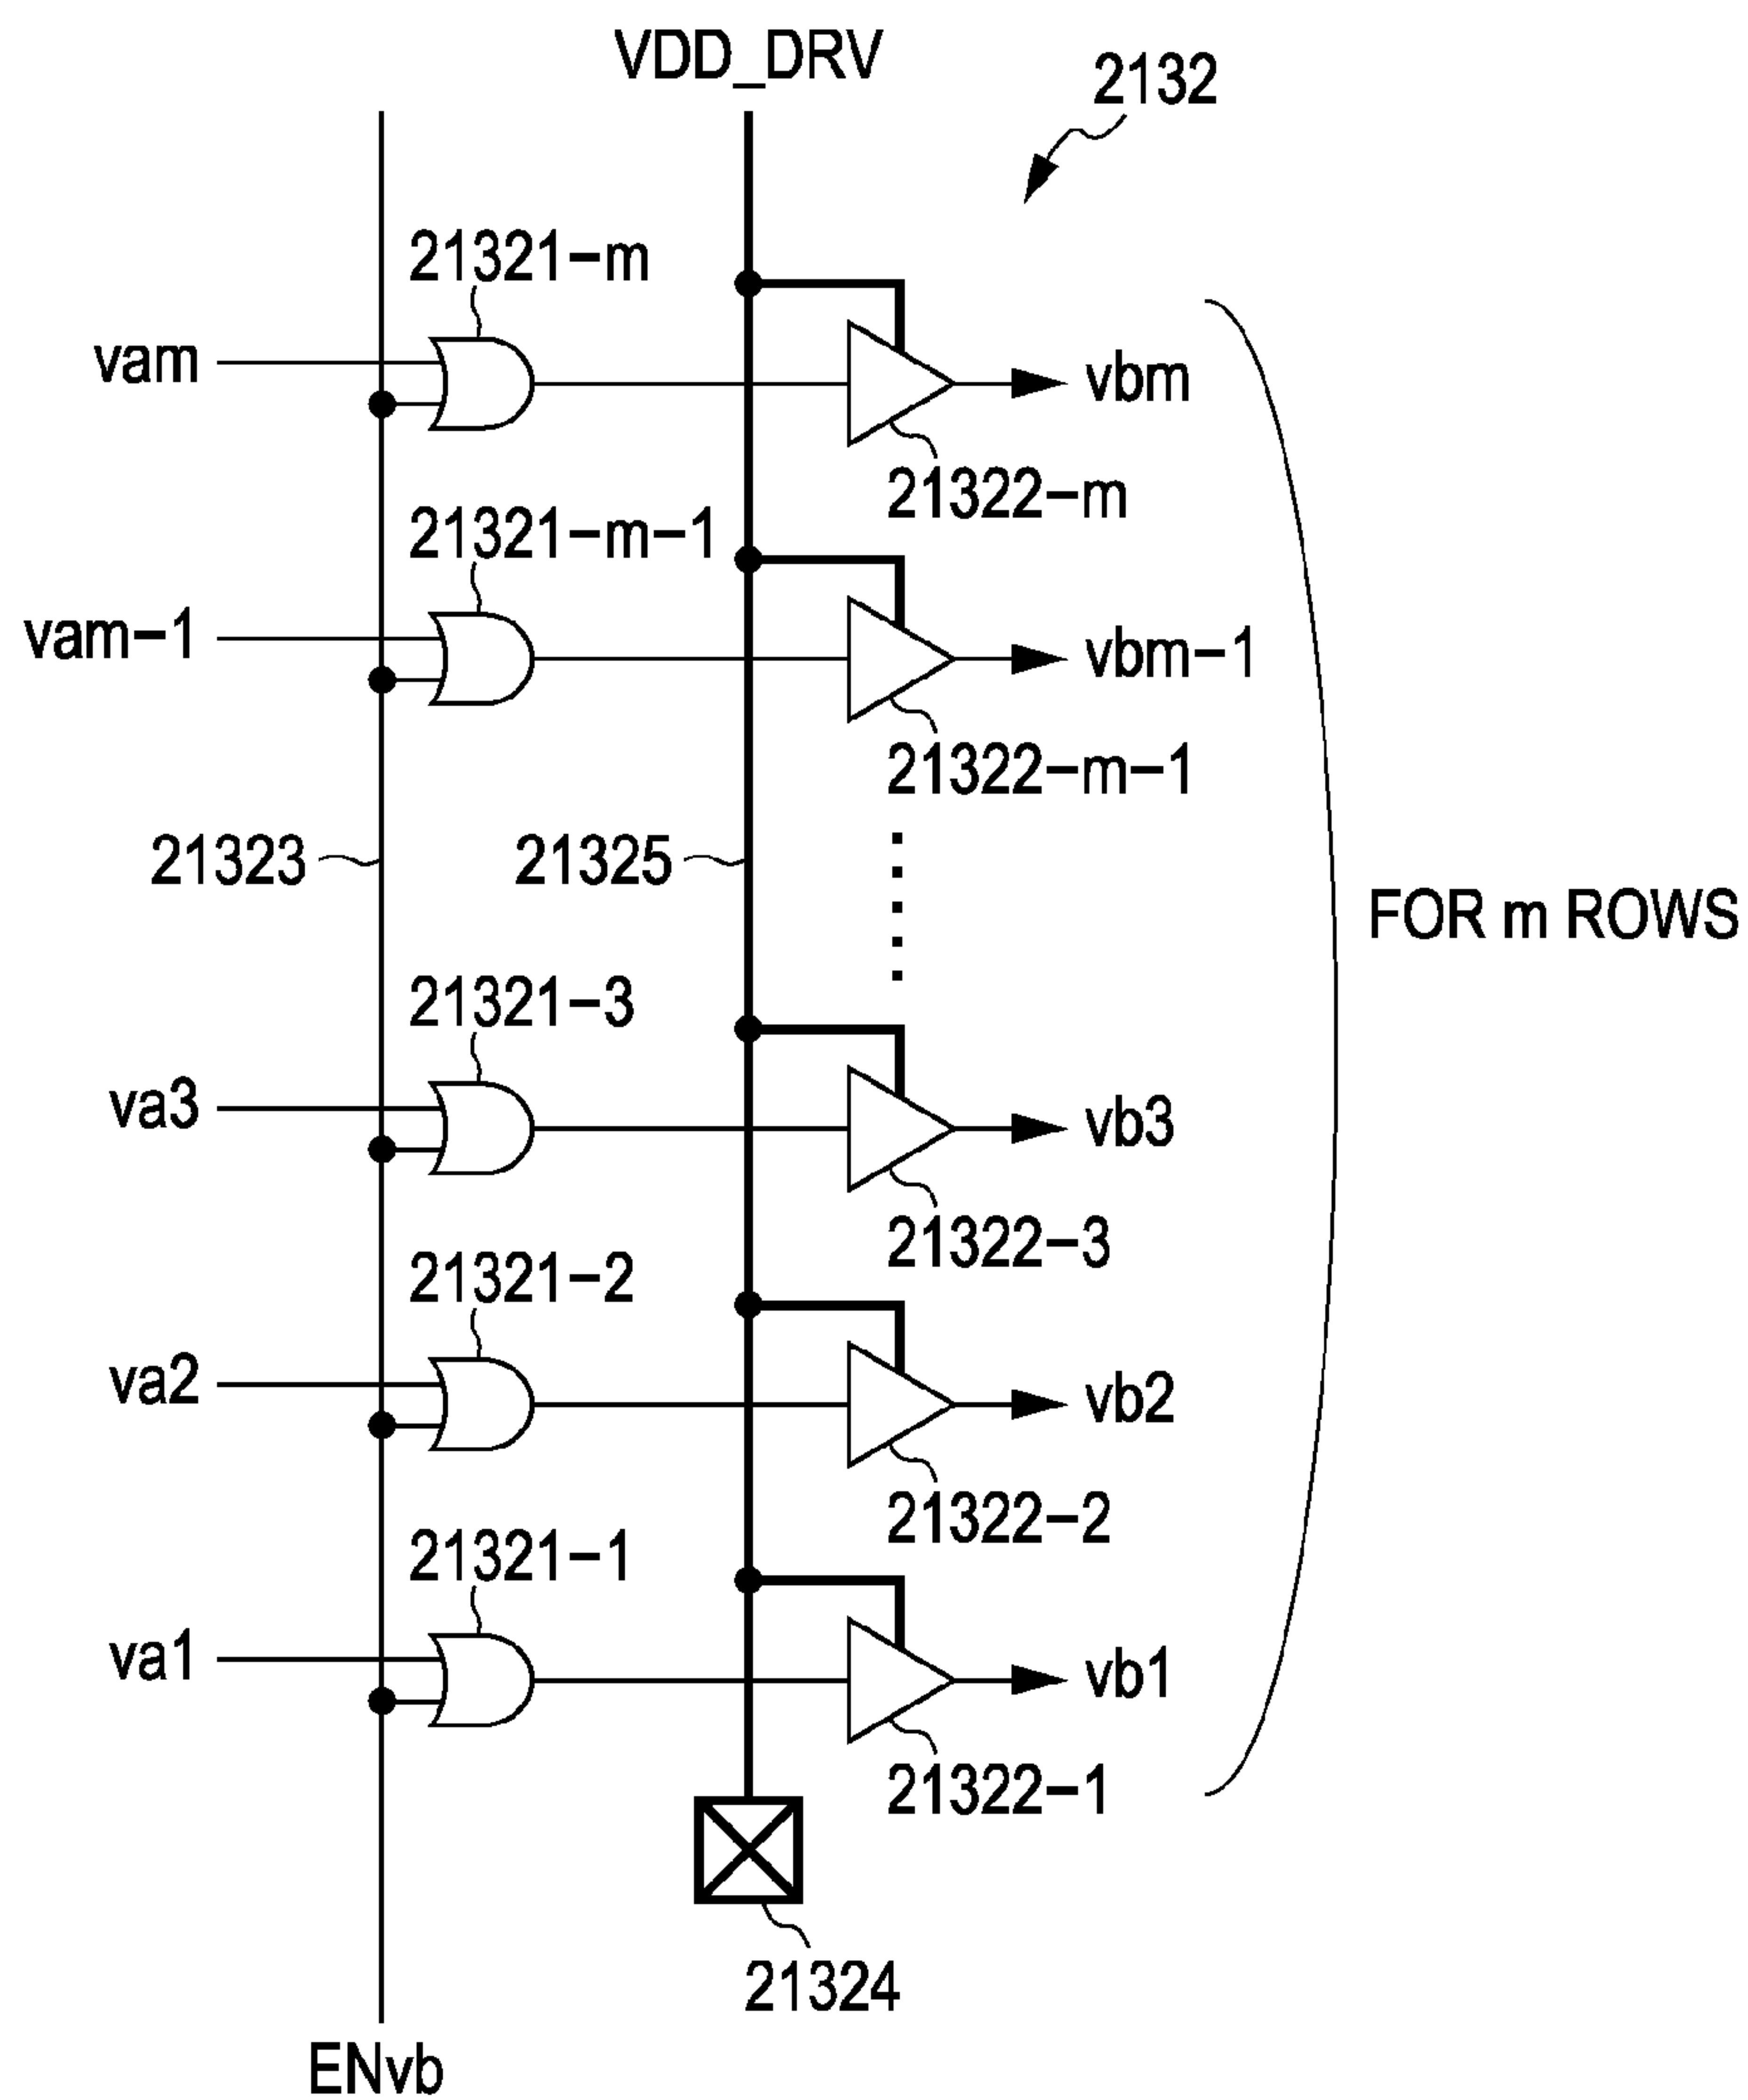 VDD_DRV
2132
21321-m
vam
vbm
21322-m
21321-m-1
vam-1
vbm-1
21322-m-1
21323
21325
FOR m ROWS
21321-3
va3
vb3
21322-3
21321-2
va2
vb2
21322-2
21321-1
va1
vb1
21322-1
21324
ENvb